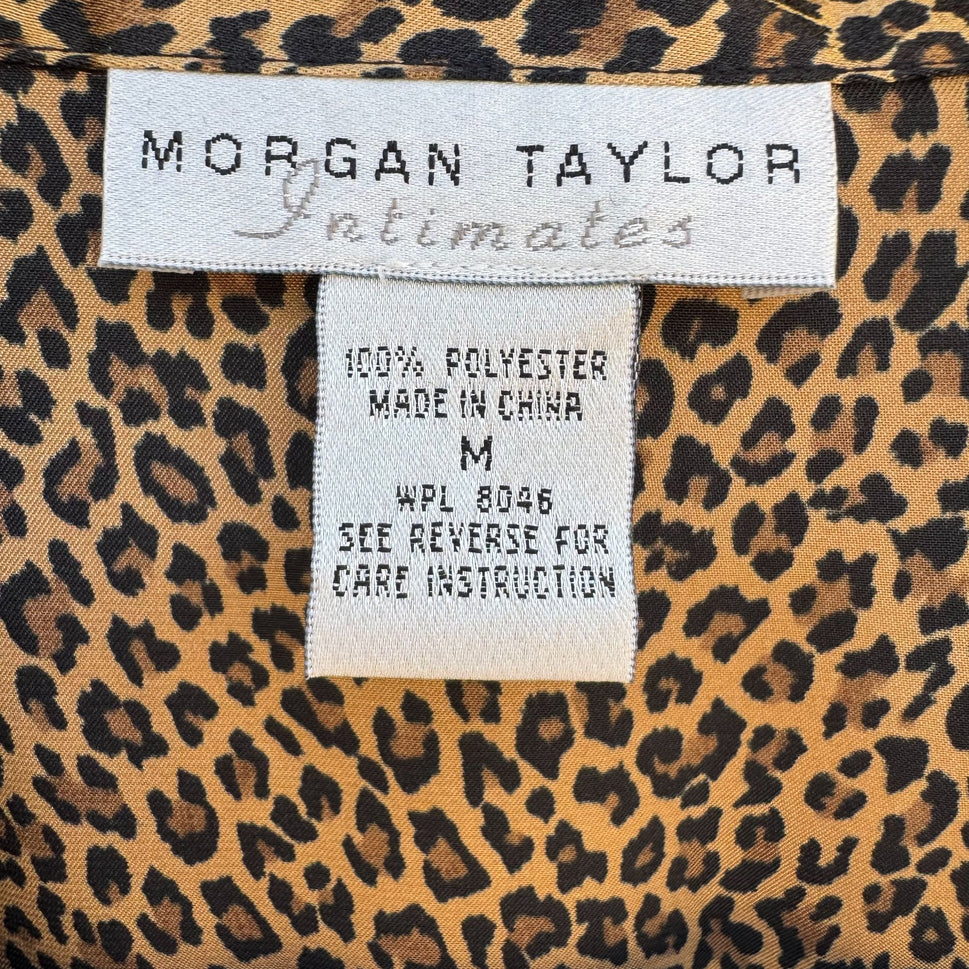 MORGAN TAYLOR
Intimates
100% POLYESTER
MADE IN CHINA
M
WPL 8046
SEE REVERSE FOR
CARE INSTRUCTION